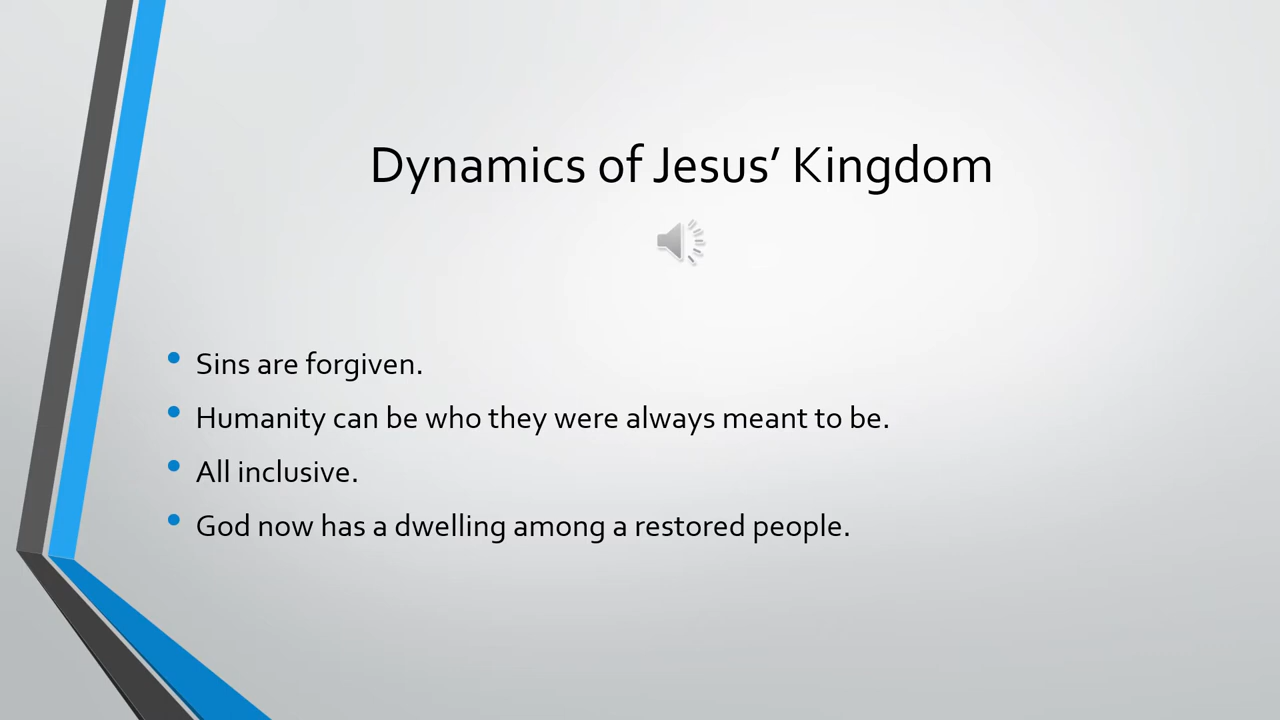 Dynamics of Jesus’ Kingdom
Sins are forgiven.
Humanity can be who they were always meant to be.
All inclusive.
God now has a dwelling among a restored people.